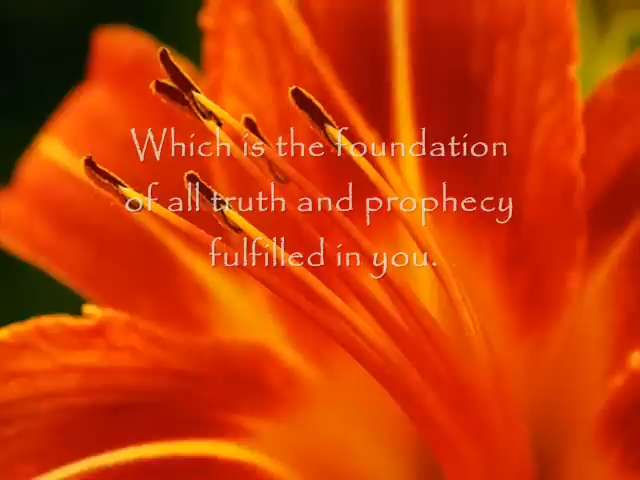 Which is the foundation
of all truth and prophecy
fulfilled in you.